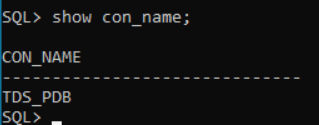 SQL> show con_name;
CON_NAME
------------------------------
TDS_PDB
SQL>